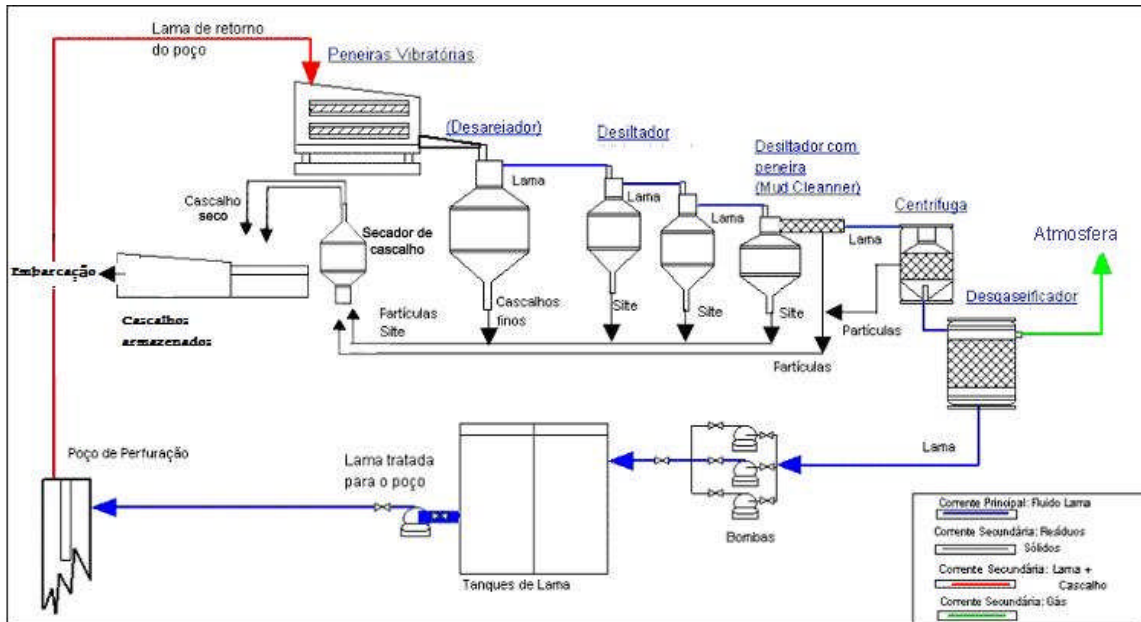 Lama de retorno
do poço
Peneiras Vibratórias
(Desareiador)
Desiltador
Desiltador com
peneira
(Mud Cleanner)
Centrífuga
Atmosfera
Desgaseificador
Lama
Lama
Lama
Lama
Cascalho
seco
Secador de
cascalho
Embarcação
Cascalhos
armazenados
Partículas
Silte
Cascalhos
finos
Silte
Silte
Silte
Partículas
Partículas
Lama
Poço de Perfuração
Lama tratada
para o poço
Tanques de Lama
Bombas
Corrente Principal: Fluido Lama
Corrente Secundária: Resíduos
Sólidos
Corrente Secundária: Lama +
Cascalho
Corrente Secundária: Gás